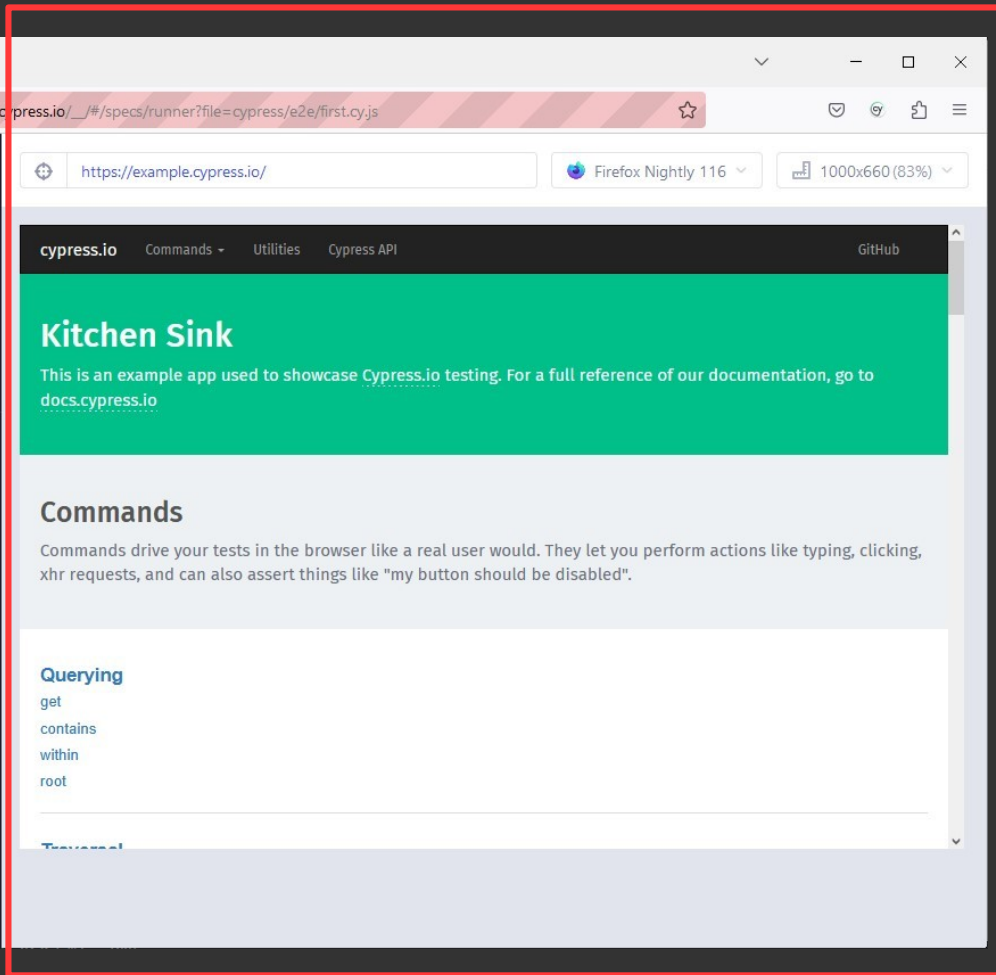 cypress.io/__/#/specs/runner?file=cypress/e2e/first.cy.js
https://example.cypress.io/ Firefox Nightly 116 1000x660 (83%)
cypress.io Commands Utilities Cypress API GitHub
Kitchen Sink
This is an example app used to showcase Cypress.io testing. For a full reference of our documentation, go to
docs.cypress.io
Commands
Commands drive your tests in the browser like a real user would. They let you perform actions like typing, clicking,
xhr requests, and can also assert things like "my button should be disabled".
Querying
get
contains
within
root